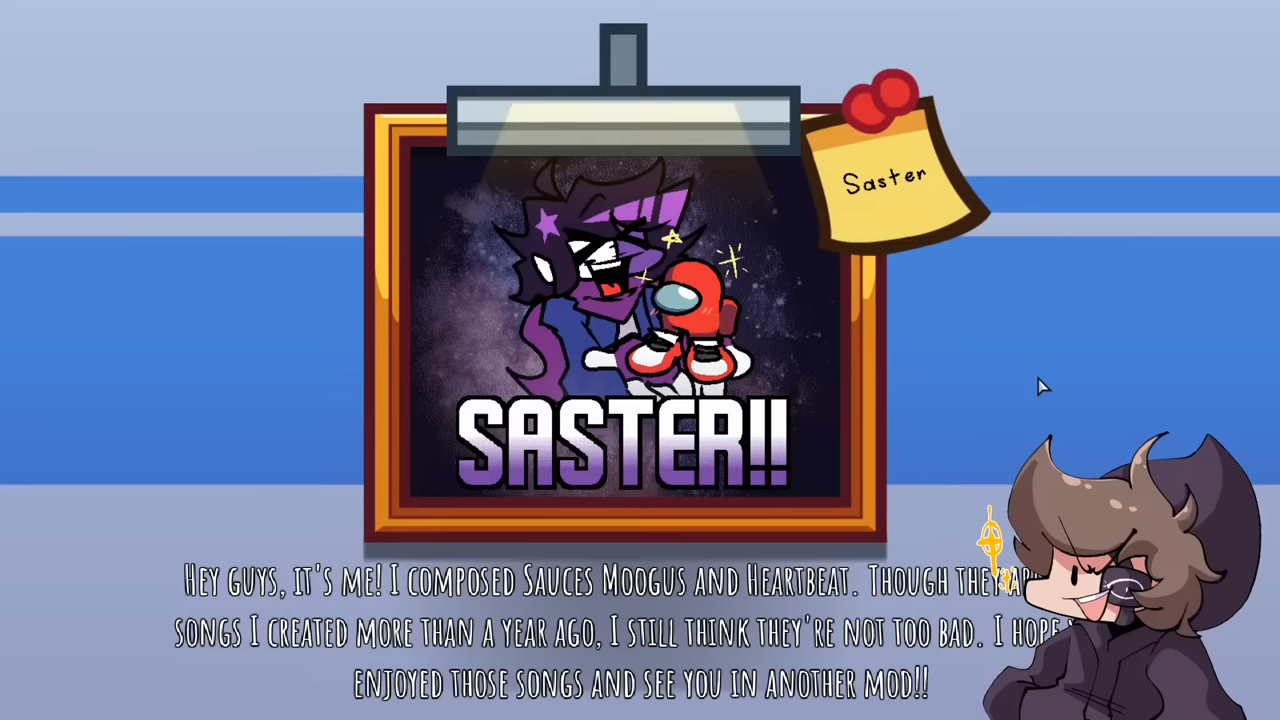 Saster
SASTER!!
HEY GUYS, IT'S ME! I COMPOSED SAUCES MOOGUS AND HEARTBEAT. THOUGH THEY
SONGS I CREATED MORE THAN A YEAR AGO, I STILL THINK THEY'RE NOT TOO BAD. I HOPE
ENJOYED THOSE SONGS AND SEE YOU IN ANOTHER MOD!!